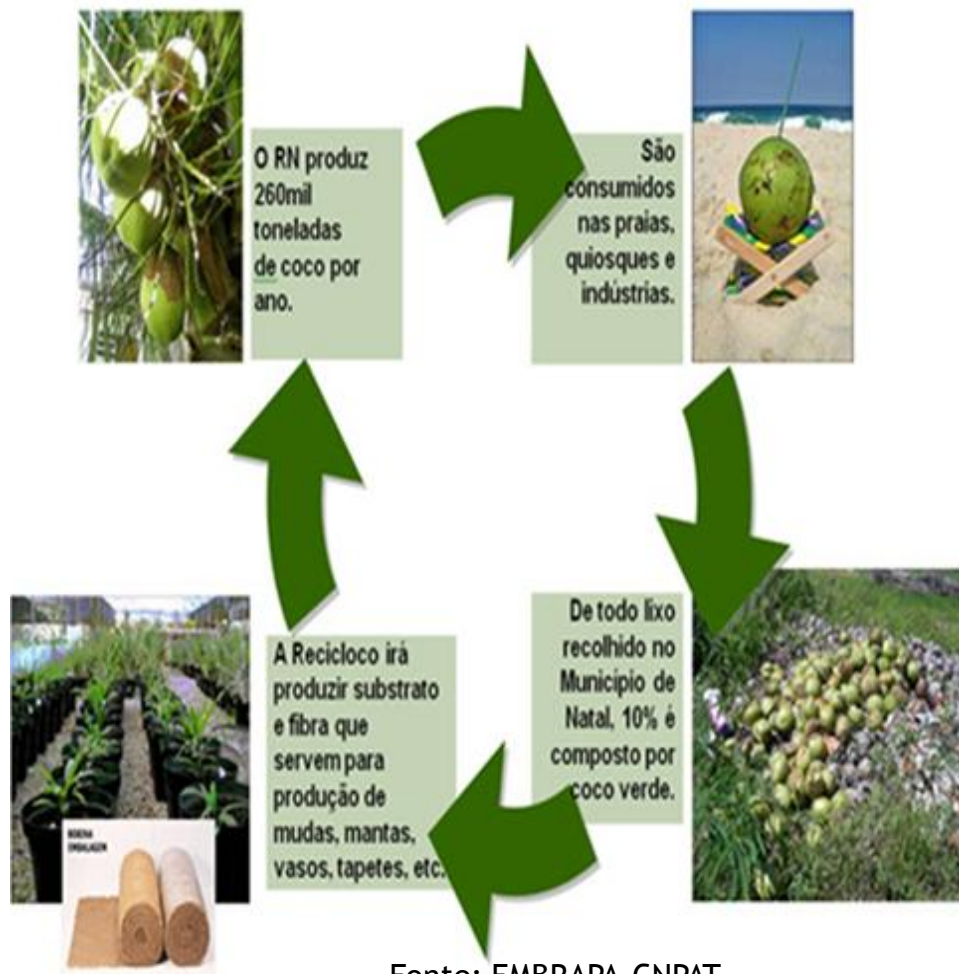 O RN produz
260mil
toneladas
de coco por
ano.
São
consumidos
nas praias,
quiosques e
indústrias.
De todo lixo
recolhido no
Município de
Natal, 10% é
composto por
coco verde.
A Recicloco irá
produzir substrato
e fibra que
servem para
produção de
mudas, mantas,
vasos, tapetes, etc.
BOBINA
EMBALAGEM
Fonte: EMBRAPA CNPAT